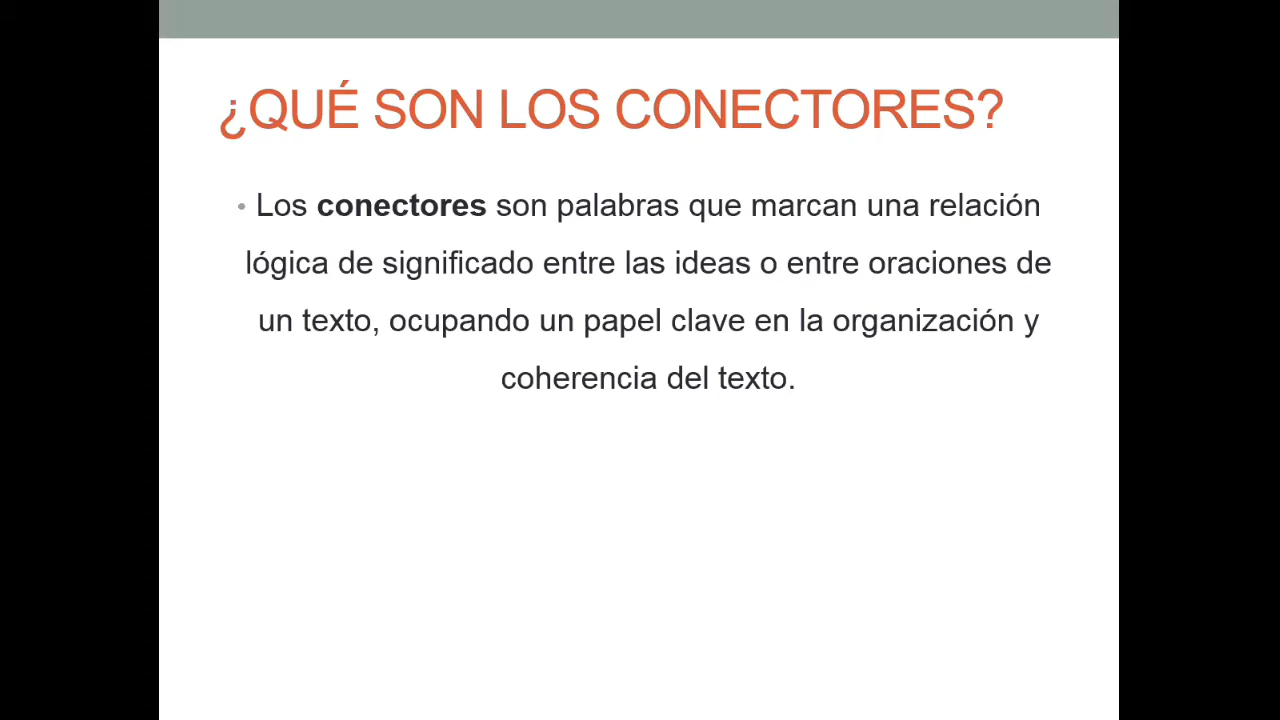 ¿QUÉ SON LOS CONECTORES?
• Los conectores son palabras que marcan una relación
lógica de significado entre las ideas o entre oraciones de
un texto, ocupando un papel clave en la organización y
coherencia del texto.